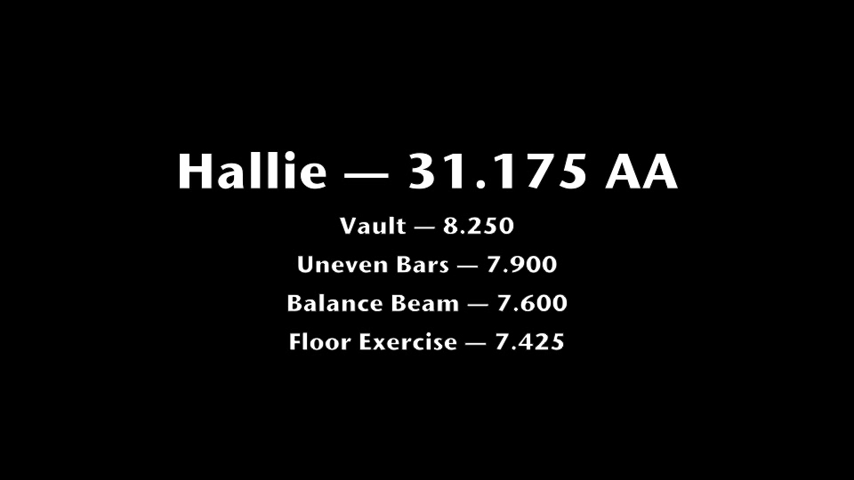 Hallie — 31.175 AA
Vault — 8.250
Uneven Bars — 7.900
Balance Beam — 7.600
Floor Exercise — 7.425